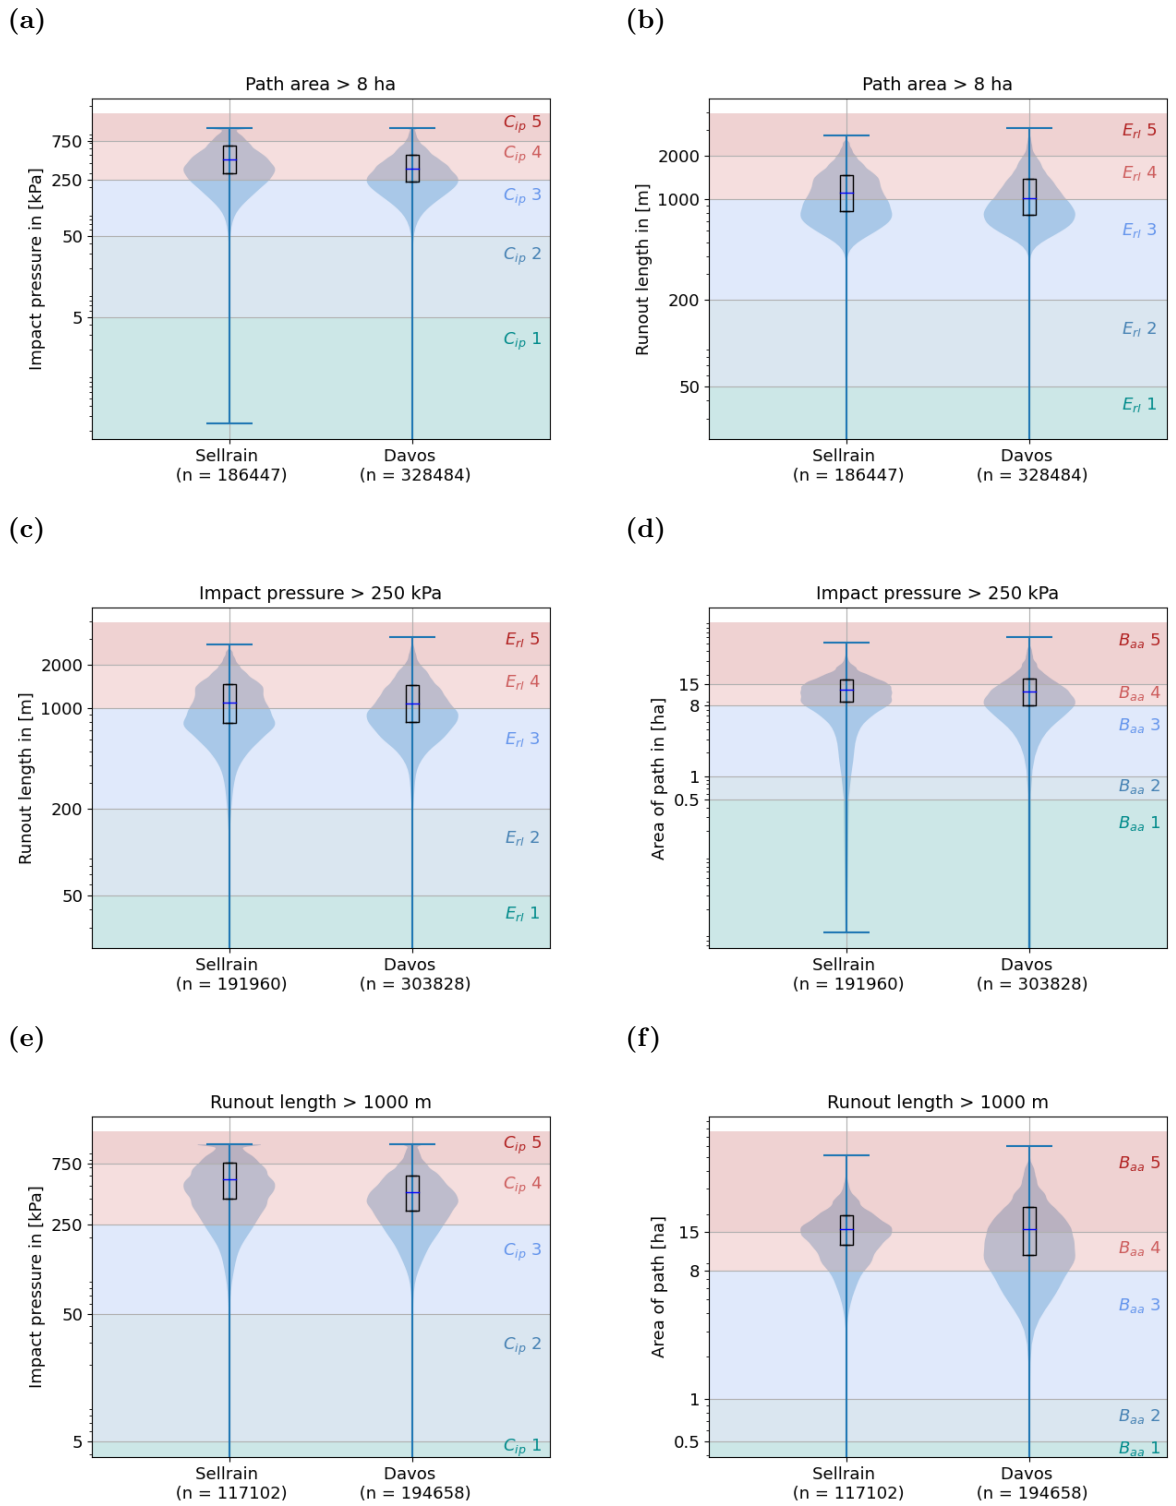 (a)
Path area > 8 ha
Impact pressure in [kPa]
750
250
50
5
C_ip 5
C_ip 4
C_ip 3
C_ip 2
C_ip 1
Sellrain
(n = 186447)
Davos
(n = 328484)
(b)
Path area > 8 ha
Runout length in [m]
2000
1000
200
50
E_rl 5
E_rl 4
E_rl 3
E_rl 2
E_rl 1
Sellrain
(n = 186447)
Davos
(n = 328484)
(c)
Impact pressure > 250 kPa
Runout length in [m]
2000
1000
200
50
E_rl 5
E_rl 4
E_rl 3
E_rl 2
E_rl 1
Sellrain
(n = 191960)
Davos
(n = 303828)
(d)
Impact pressure > 250 kPa
Area of path in [ha]
15
8
1
0.5
B_aa 5
B_aa 4
B_aa 3
B_aa 2
B_aa 1
Sellrain
(n = 191960)
Davos
(n = 303828)
(e)
Runout length > 1000 m
Impact pressure in [kPa]
750
250
50
5
C_ip 5
C_ip 4
C_ip 3
C_ip 2
C_ip 1
Sellrain
(n = 117102)
Davos
(n = 194658)
(f)
Runout length > 1000 m
Area of path [ha]
15
8
1
0.5
B_aa 5
B_aa 4
B_aa 3
B_aa 2
B_aa 1
Sellrain
(n = 117102)
Davos
(n = 194658)